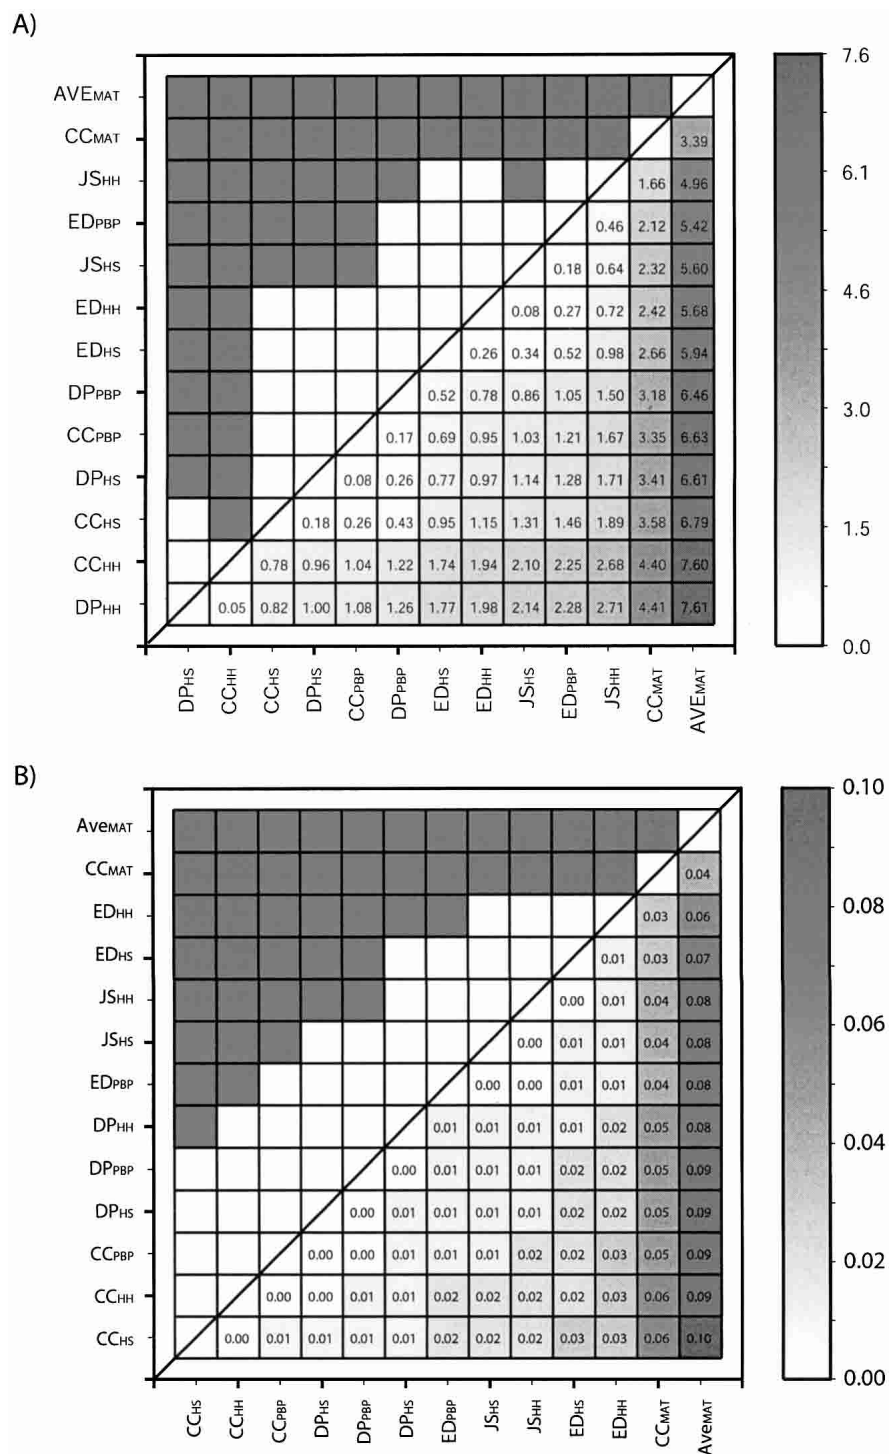 A)
7.6
AVEMAT
CCMAT 3.39
JSHH 1.66 4.96 6.1
EDPBP 0.46 2.12 5.42
JSHS 0.18 0.64 2.32 5.60
EDHH 0.08 0.27 0.72 2.42 5.68 4.6
EDHS 0.26 0.34 0.52 0.98 2.66 5.94
DPPBP 0.52 0.78 0.86 1.05 1.50 3.18 6.46 3.0
CCPBP 0.17 0.69 0.95 1.03 1.21 1.67 3.35 6.63
DPHS 0.08 0.26 0.77 0.97 1.14 1.28 1.71 3.41 6.61
CCHS 0.18 0.26 0.43 0.95 1.15 1.31 1.46 1.89 3.58 6.79 1.5
CCHH 0.78 0.96 1.04 1.22 1.74 1.94 2.10 2.25 2.68 4.40 7.60
DPHH 0.05 0.82 1.00 1.08 1.26 1.77 1.98 2.14 2.28 2.71 4.41 7.61
0.0
DPHS CCHH CCHS DPHS CCPBP DPPBP EDHS EDHH JSHS EDPBP JSHH CCMAT AVEMAT
B)
0.10
AveMAT
CCMAT 0.04
EDHH 0.03 0.06 0.08
EDHS 0.01 0.03 0.07
JSHH 0.00 0.01 0.04 0.08
JSHS 0.00 0.01 0.01 0.04 0.08 0.06
EDPBP 0.00 0.00 0.01 0.01 0.04 0.08
DPHH 0.01 0.01 0.01 0.01 0.02 0.05 0.08 0.04
DPPBP 0.00 0.01 0.01 0.01 0.02 0.02 0.05 0.09
DPHS 0.00 0.01 0.01 0.01 0.01 0.02 0.02 0.05 0.09
CCPBP 0.00 0.00 0.01 0.01 0.01 0.02 0.02 0.03 0.05 0.09 0.02
CCHH 0.00 0.00 0.01 0.01 0.02 0.02 0.02 0.02 0.03 0.06 0.09
CCHS 0.00 0.01 0.01 0.01 0.01 0.02 0.02 0.02 0.03 0.03 0.06 0.10
0.00
CCHS CCHH CCPBP DPHS DPPBP DPHS EDPBP JSHS JSHH EDHS EDHH CCMAT AveMAT